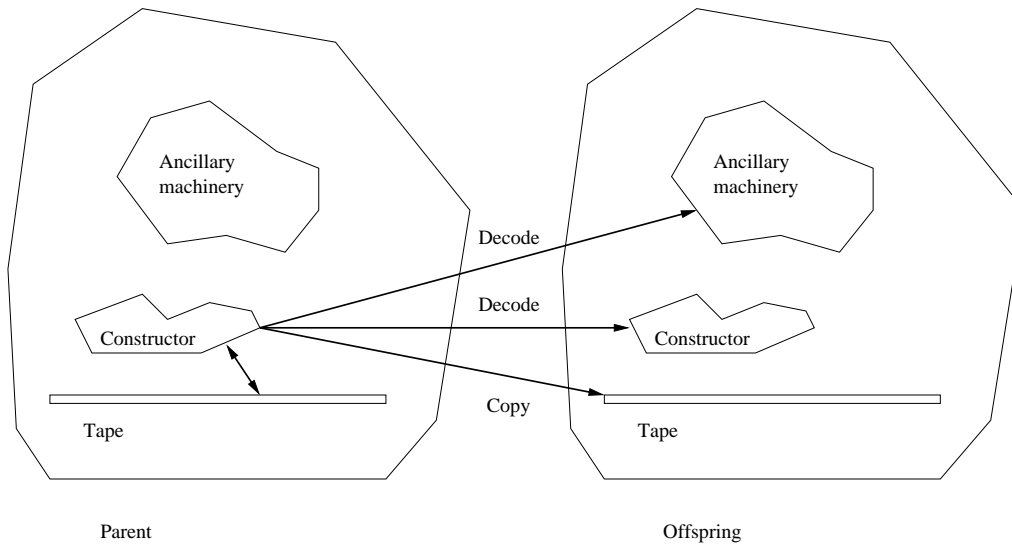 Ancillary
machinery
Ancillary
machinery
Decode
Decode
Constructor
Constructor
Copy
Tape
Tape
Parent
Offspring